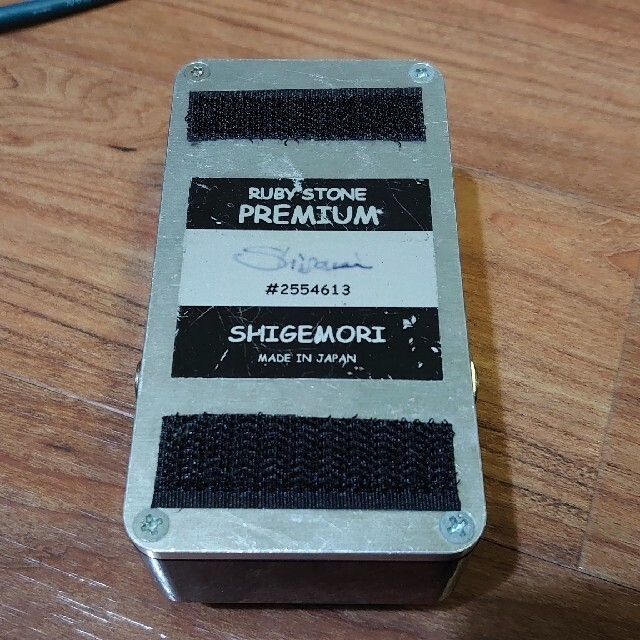 RUBY STONE
PREMIUM
#2554613
SHIGEMORI
MADE IN JAPAN